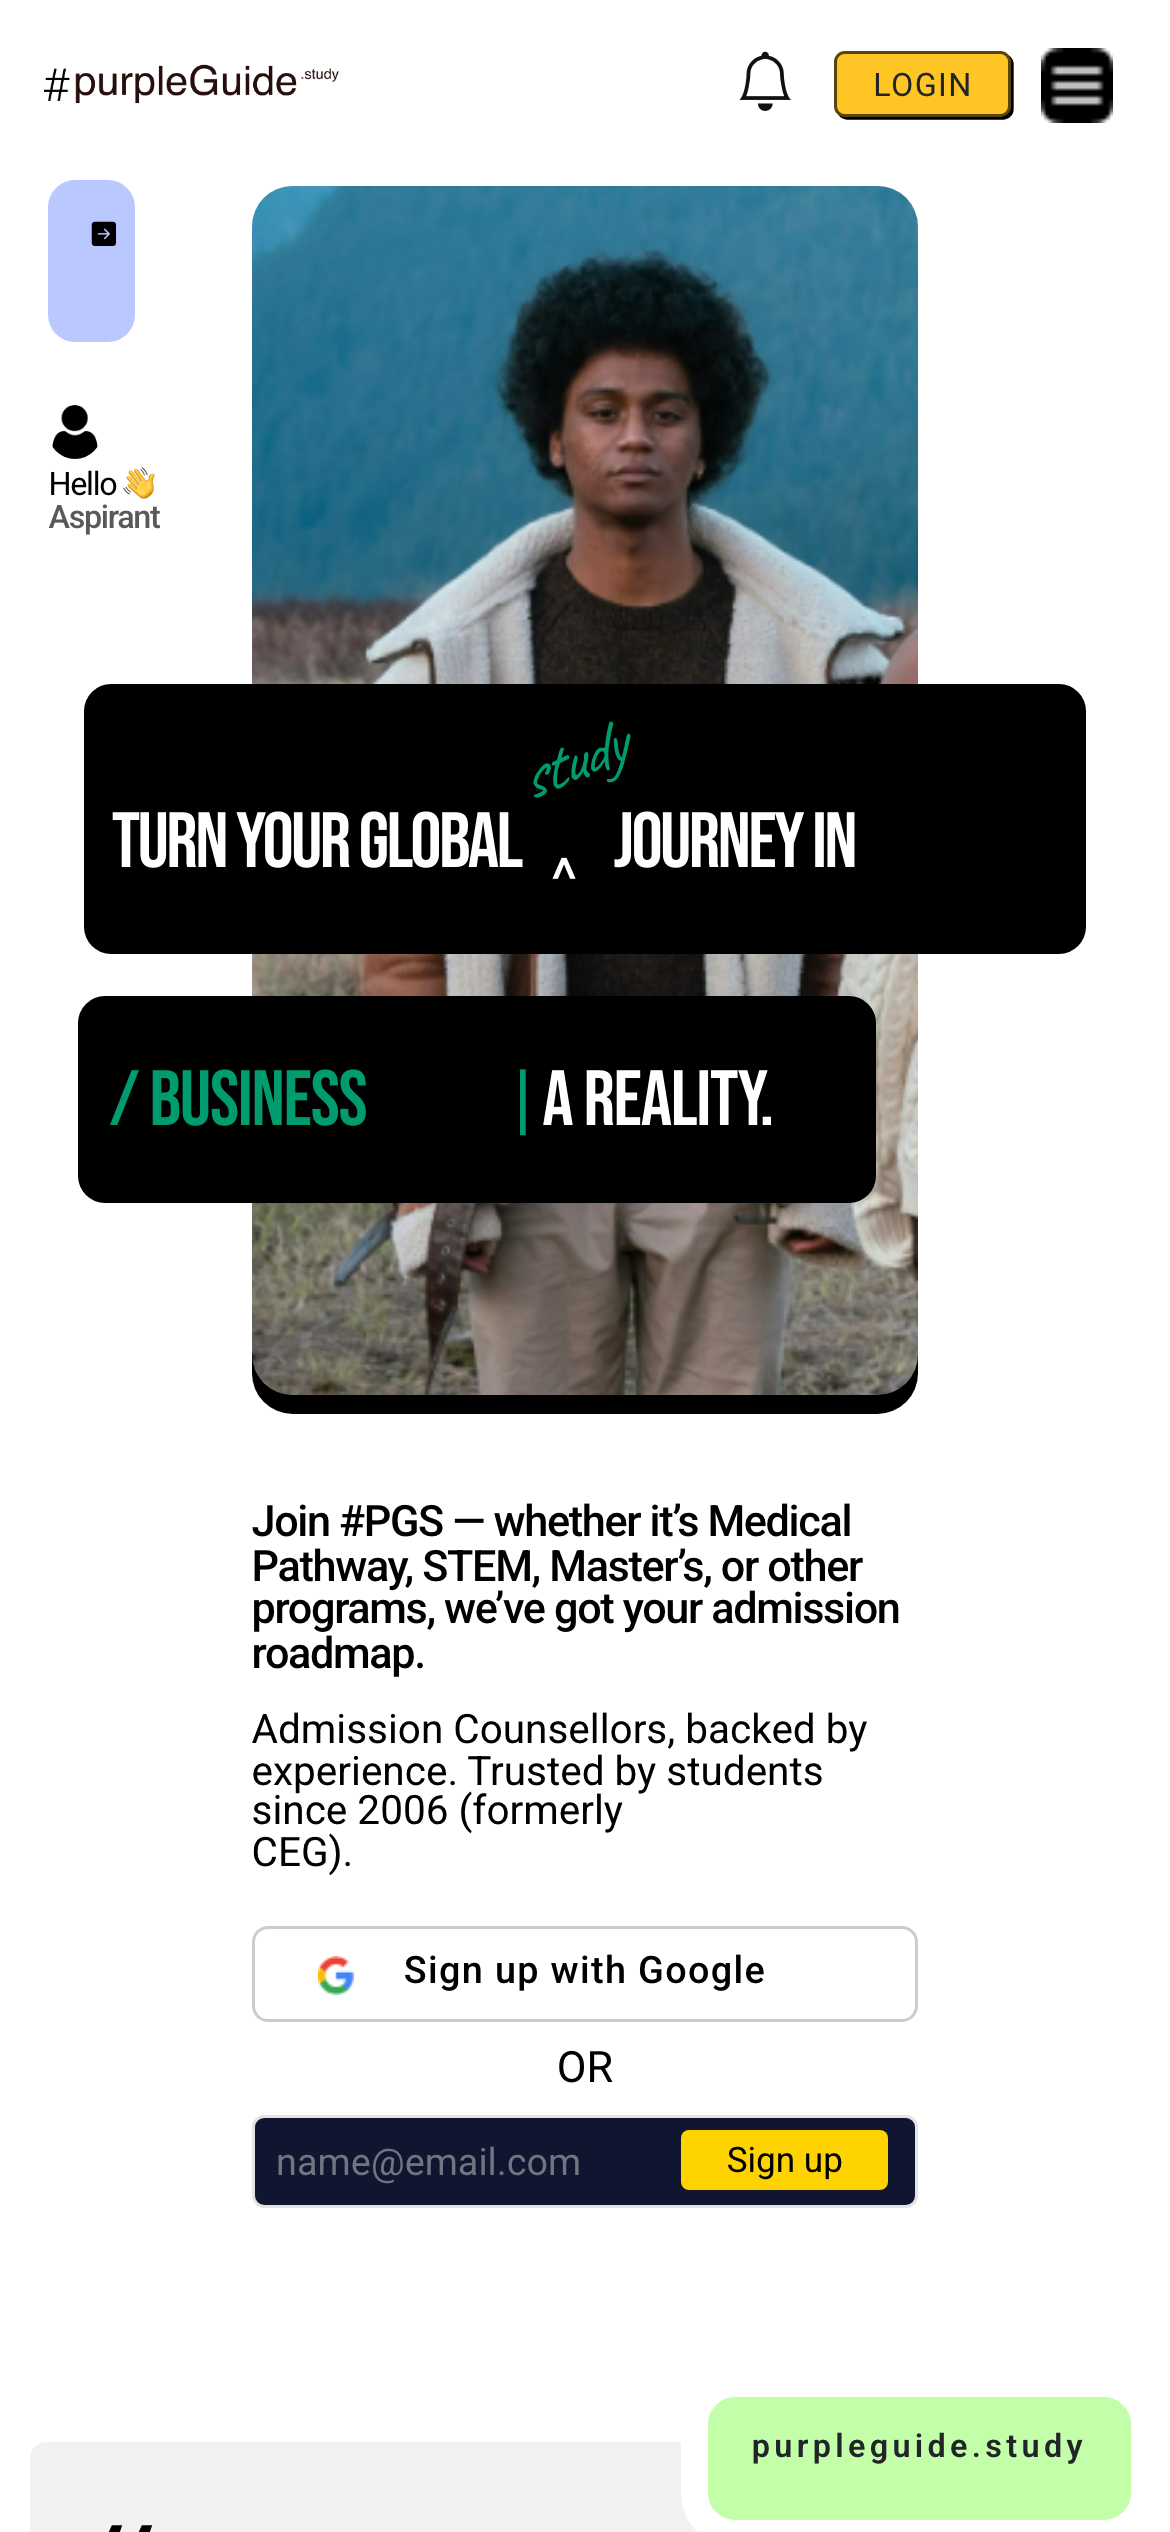 #purpleGuide.study
LOGIN
Hello 👋
Aspirant
study
TURN YOUR GLOBAL ^ JOURNEY IN
/ BUSINESS | A REALITY.
Join #PGS — whether it’s Medical
Pathway, STEM, Master’s, or other
programs, we’ve got your admission
roadmap.
Admission Counsellors, backed by
experience. Trusted by students
since 2006 (formerly
CEG).
Sign up with Google
OR
name@email.com
Sign up
purpleguide.study